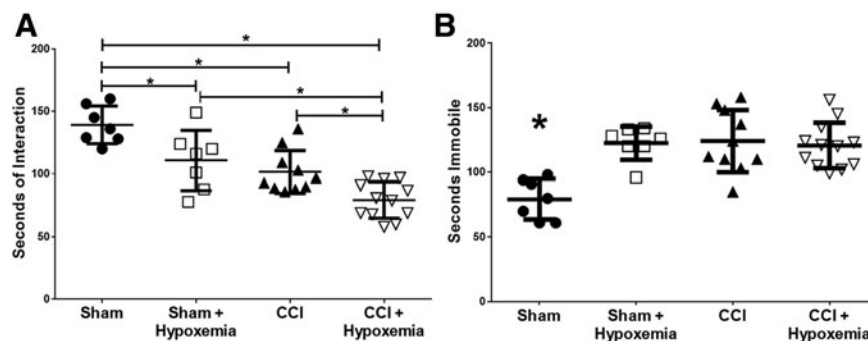 A
*
*
*
*
*
200
150
100
50
0
Seconds of Interaction
Sham
Sham +
Hypoxemia
CCI
CCI +
Hypoxemia
B
200
150
100
50
0
Seconds Immobile
*
Sham
Sham +
Hypoxemia
CCI
CCI +
Hypoxemia